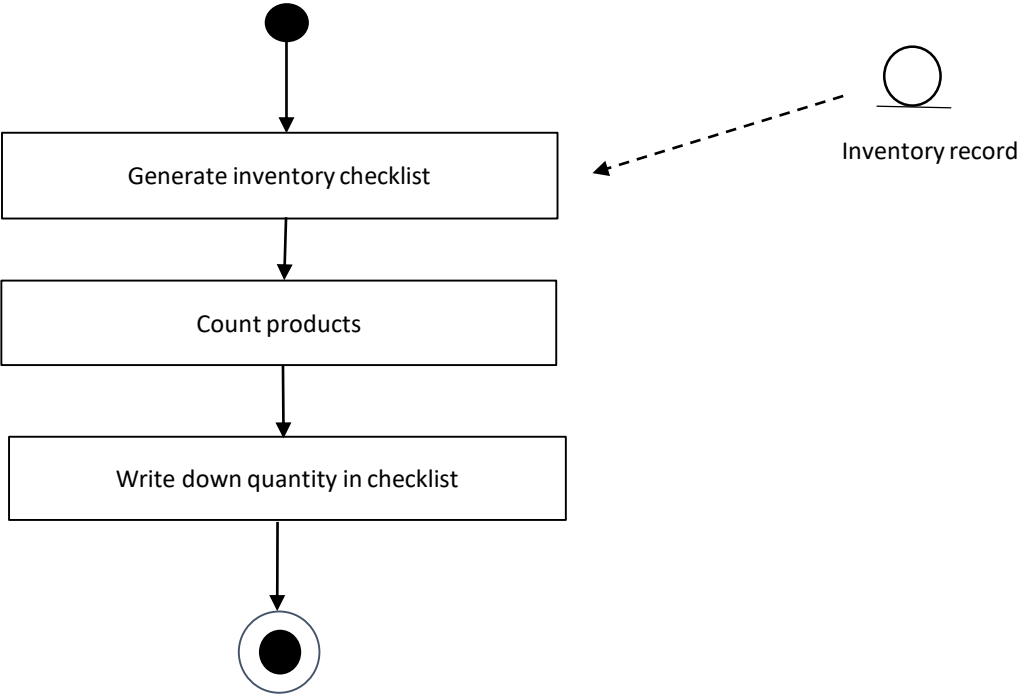 Inventory record
Generate inventory checklist
Count products
Write down quantity in checklist